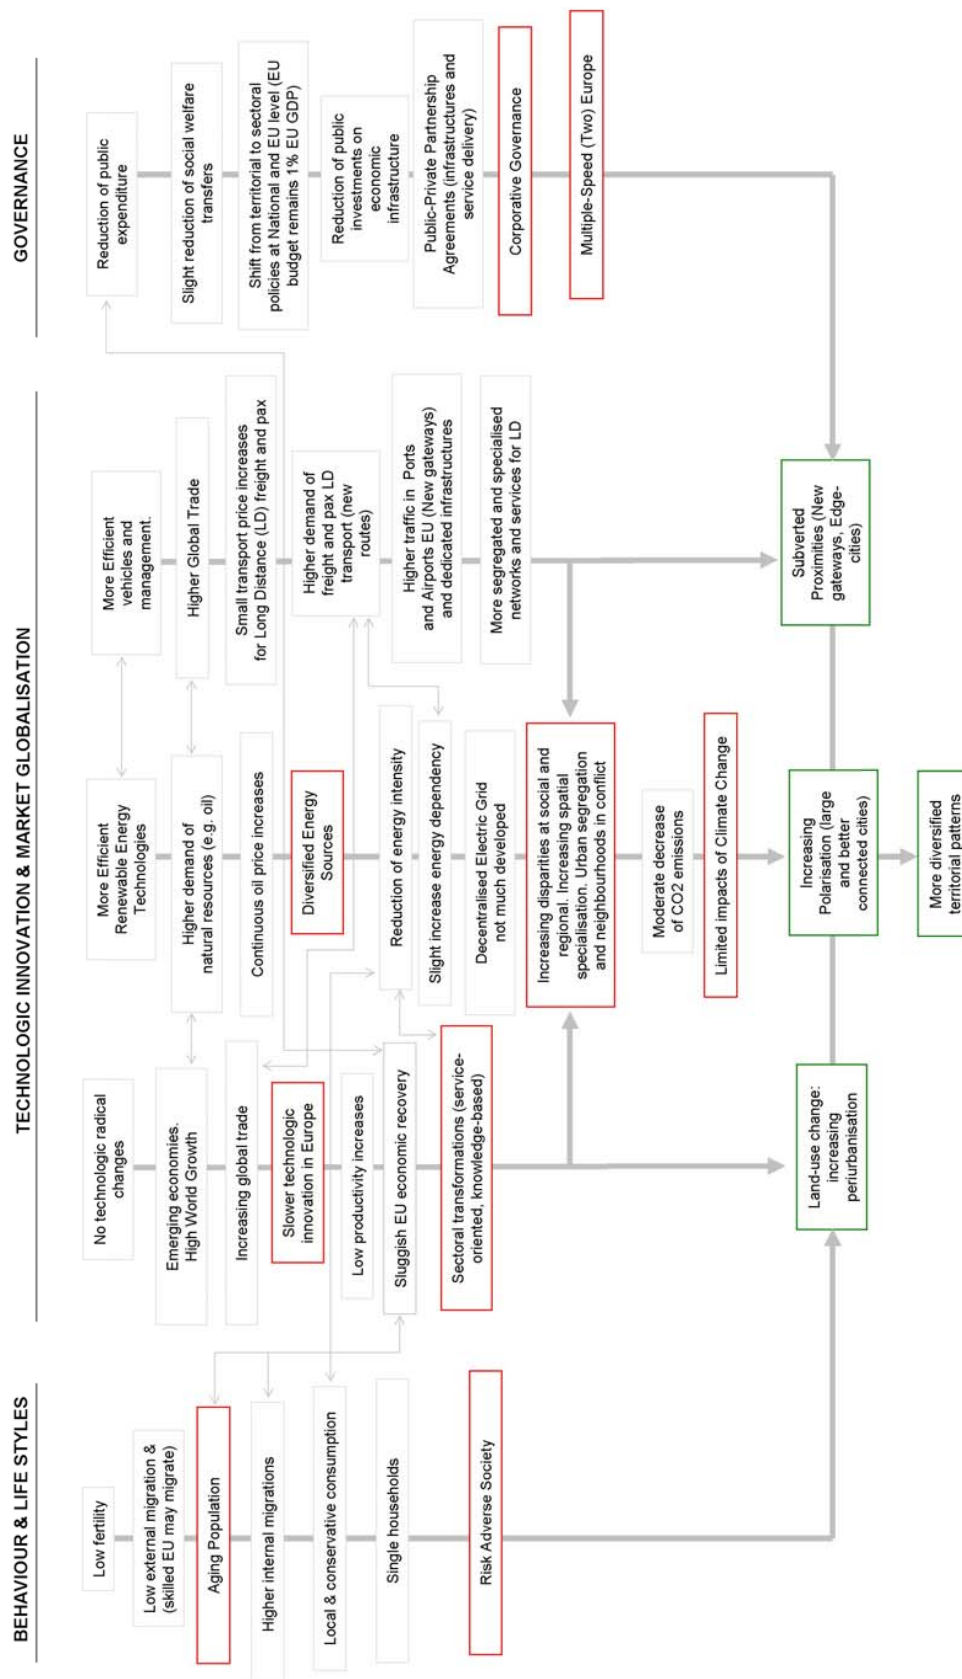 BEHAVIOUR & LIFE STYLES
Low fertility
Low external migration &
(skilled EU may migrate)
Aging Population
Higher internal migrations
Local & conservative consumption
Single households
Risk Adverse Society
TECHNOLOGIC INNOVATION & MARKET GLOBALISATION
No technologic radical
changes
Emerging economies.
High World Growth
Increasing global trade
Slower technologic
innovation in Europe
Low productivity increases
Sluggish EU economic recovery
Sectoral transformations (service-
oriented, knowledge-based)
More Efficient
Renewable Energy
Technologies
Higher demand of
natural resources (e.g. oil)
Continuous oil price increases
Diversified Energy
Sources
Reduction of energy intensity
Slight increase energy dependency
Decentralised Electric Grid
not much developed
Increasing disparities at social and
regional. Increasing spatial
specialisation. Urban segregation
and neighbourhoods in conflict
Moderate decrease
of CO2 emissions
Limited impacts of Climate Change
More Efficient
vehicles and
management.
Higher Global Trade
Small transport price increases
for Long Distance (LD) freight and pax
Higher demand of
freight and pax LD
transport (new
routes)
Higher traffic in Ports
and Airports EU (New gateways)
and dedicated infrastructures
More segregated and specialised
networks and services for LD
GOVERNANCE
Reduction of public
expenditure
Slight reduction of social welfare
transfers
Shift from territorial to sectoral
policies at National and EU level (EU
budget remains 1% EU GDP)
Reduction of public
investments on
economic
infrastructure
Public-Private Partnership
Agreements (infrastructures and
service delivery)
Corporative Governance
Multiple-Speed (Two) Europe
Land-use change:
increasing
periurbanisation
Increasing
Polarisation (large
and better
connected cities)
Subverted
Proximities (New
gateways, Edge-
cities)
More diversified
territorial patterns